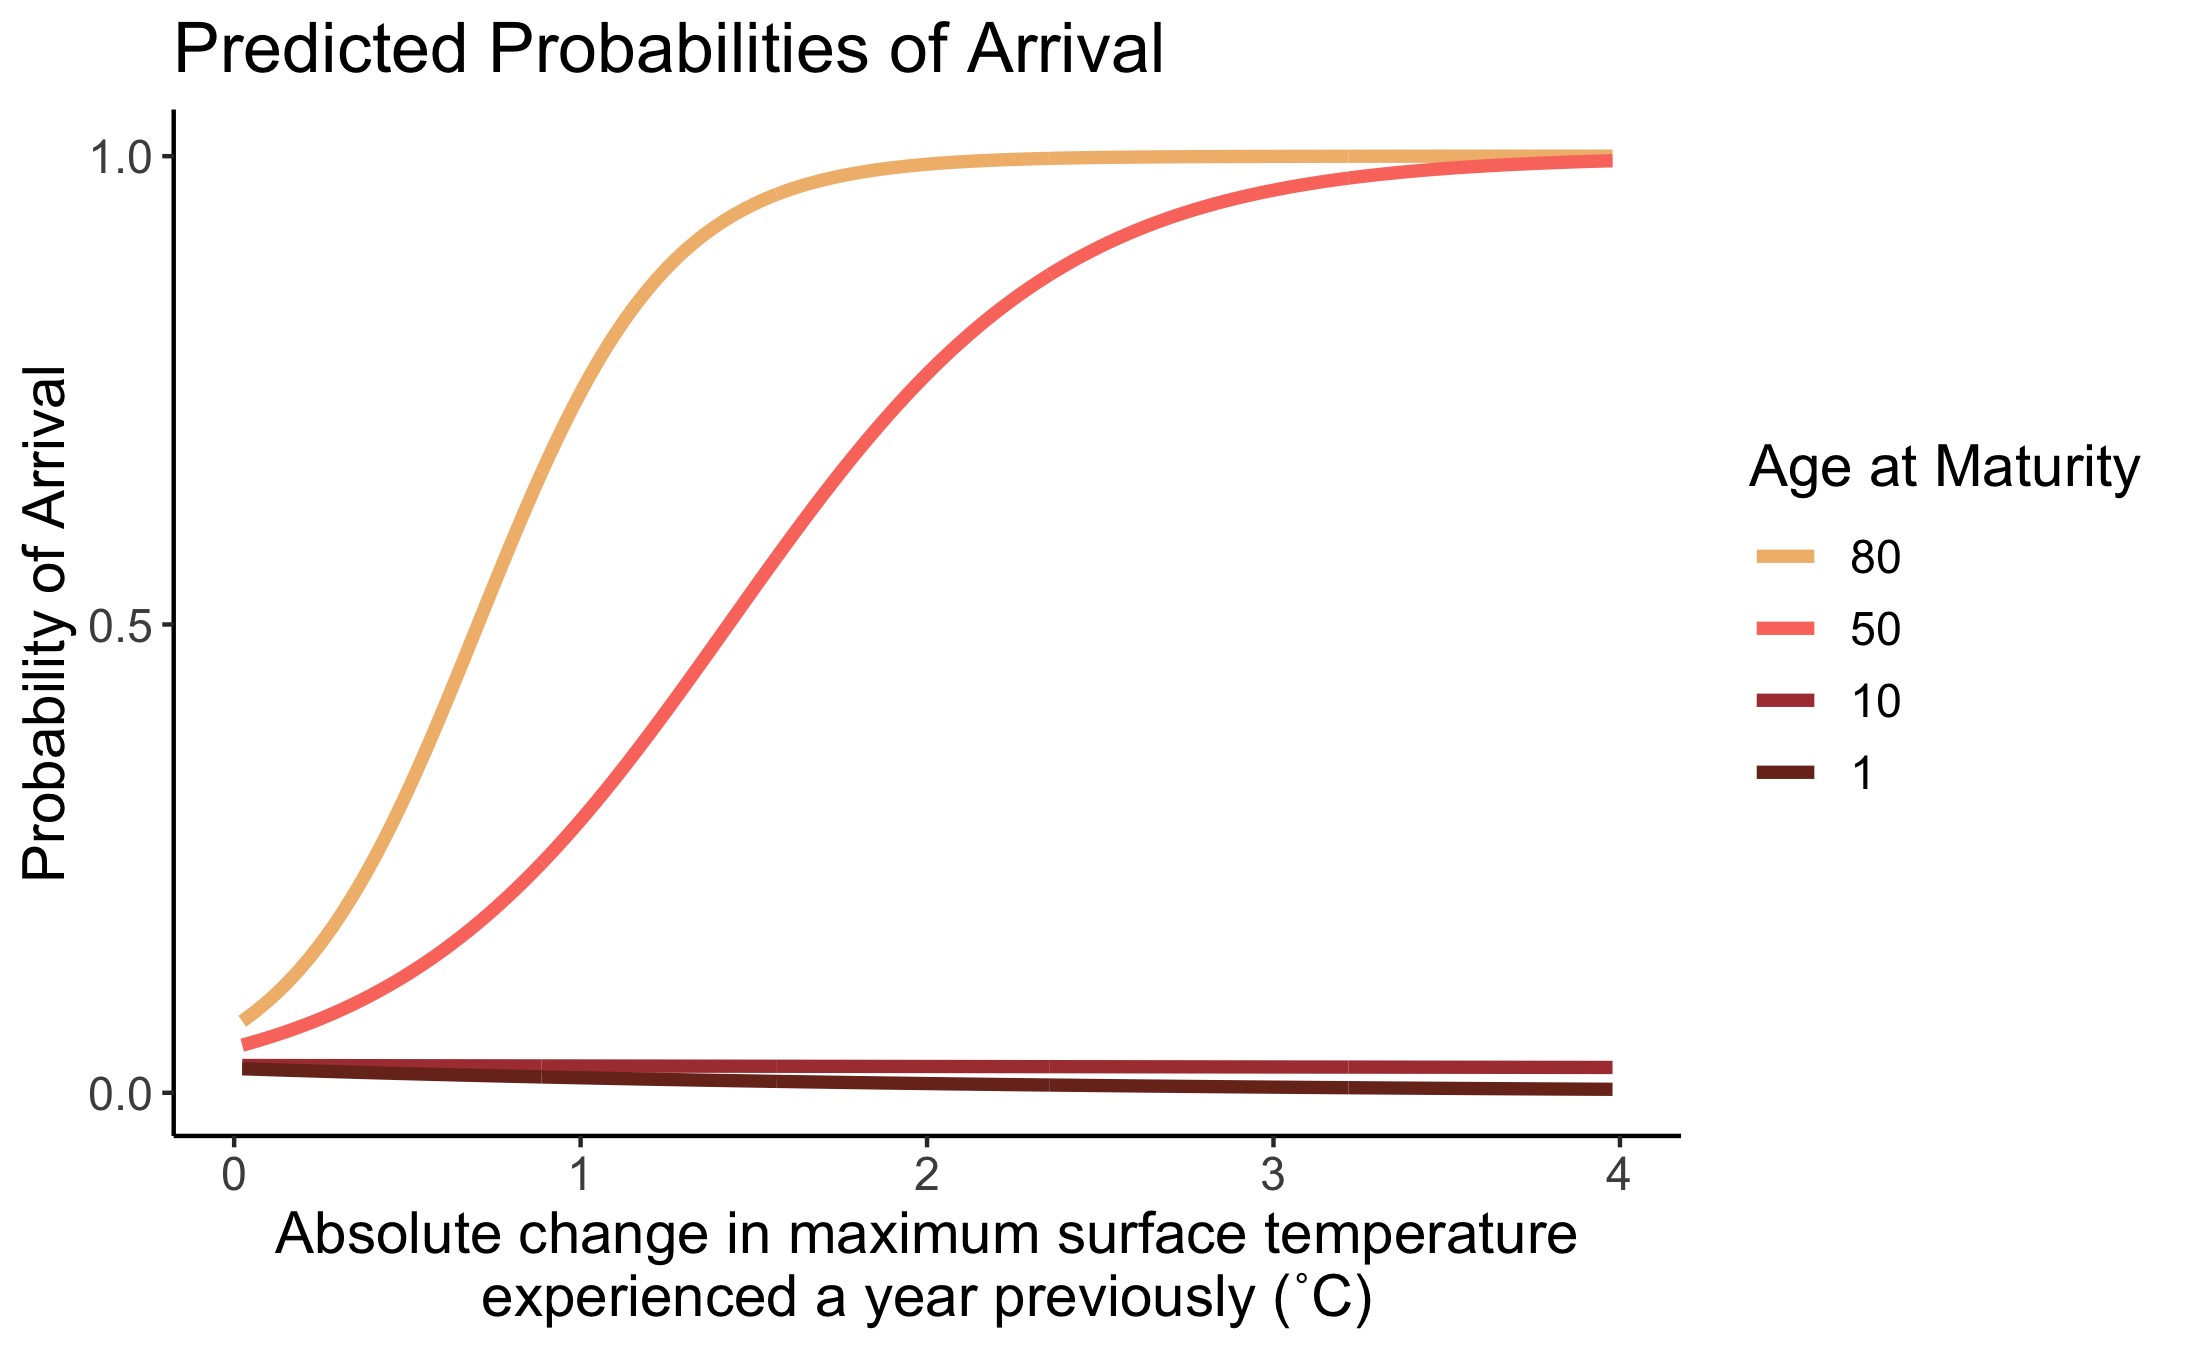 Predicted Probabilities of Arrival
Probability of Arrival
1.0
0.5
0.0
0 1 2 3 4
Absolute change in maximum surface temperature
experienced a year previously (˚C)
Age at Maturity
80
50
10
1